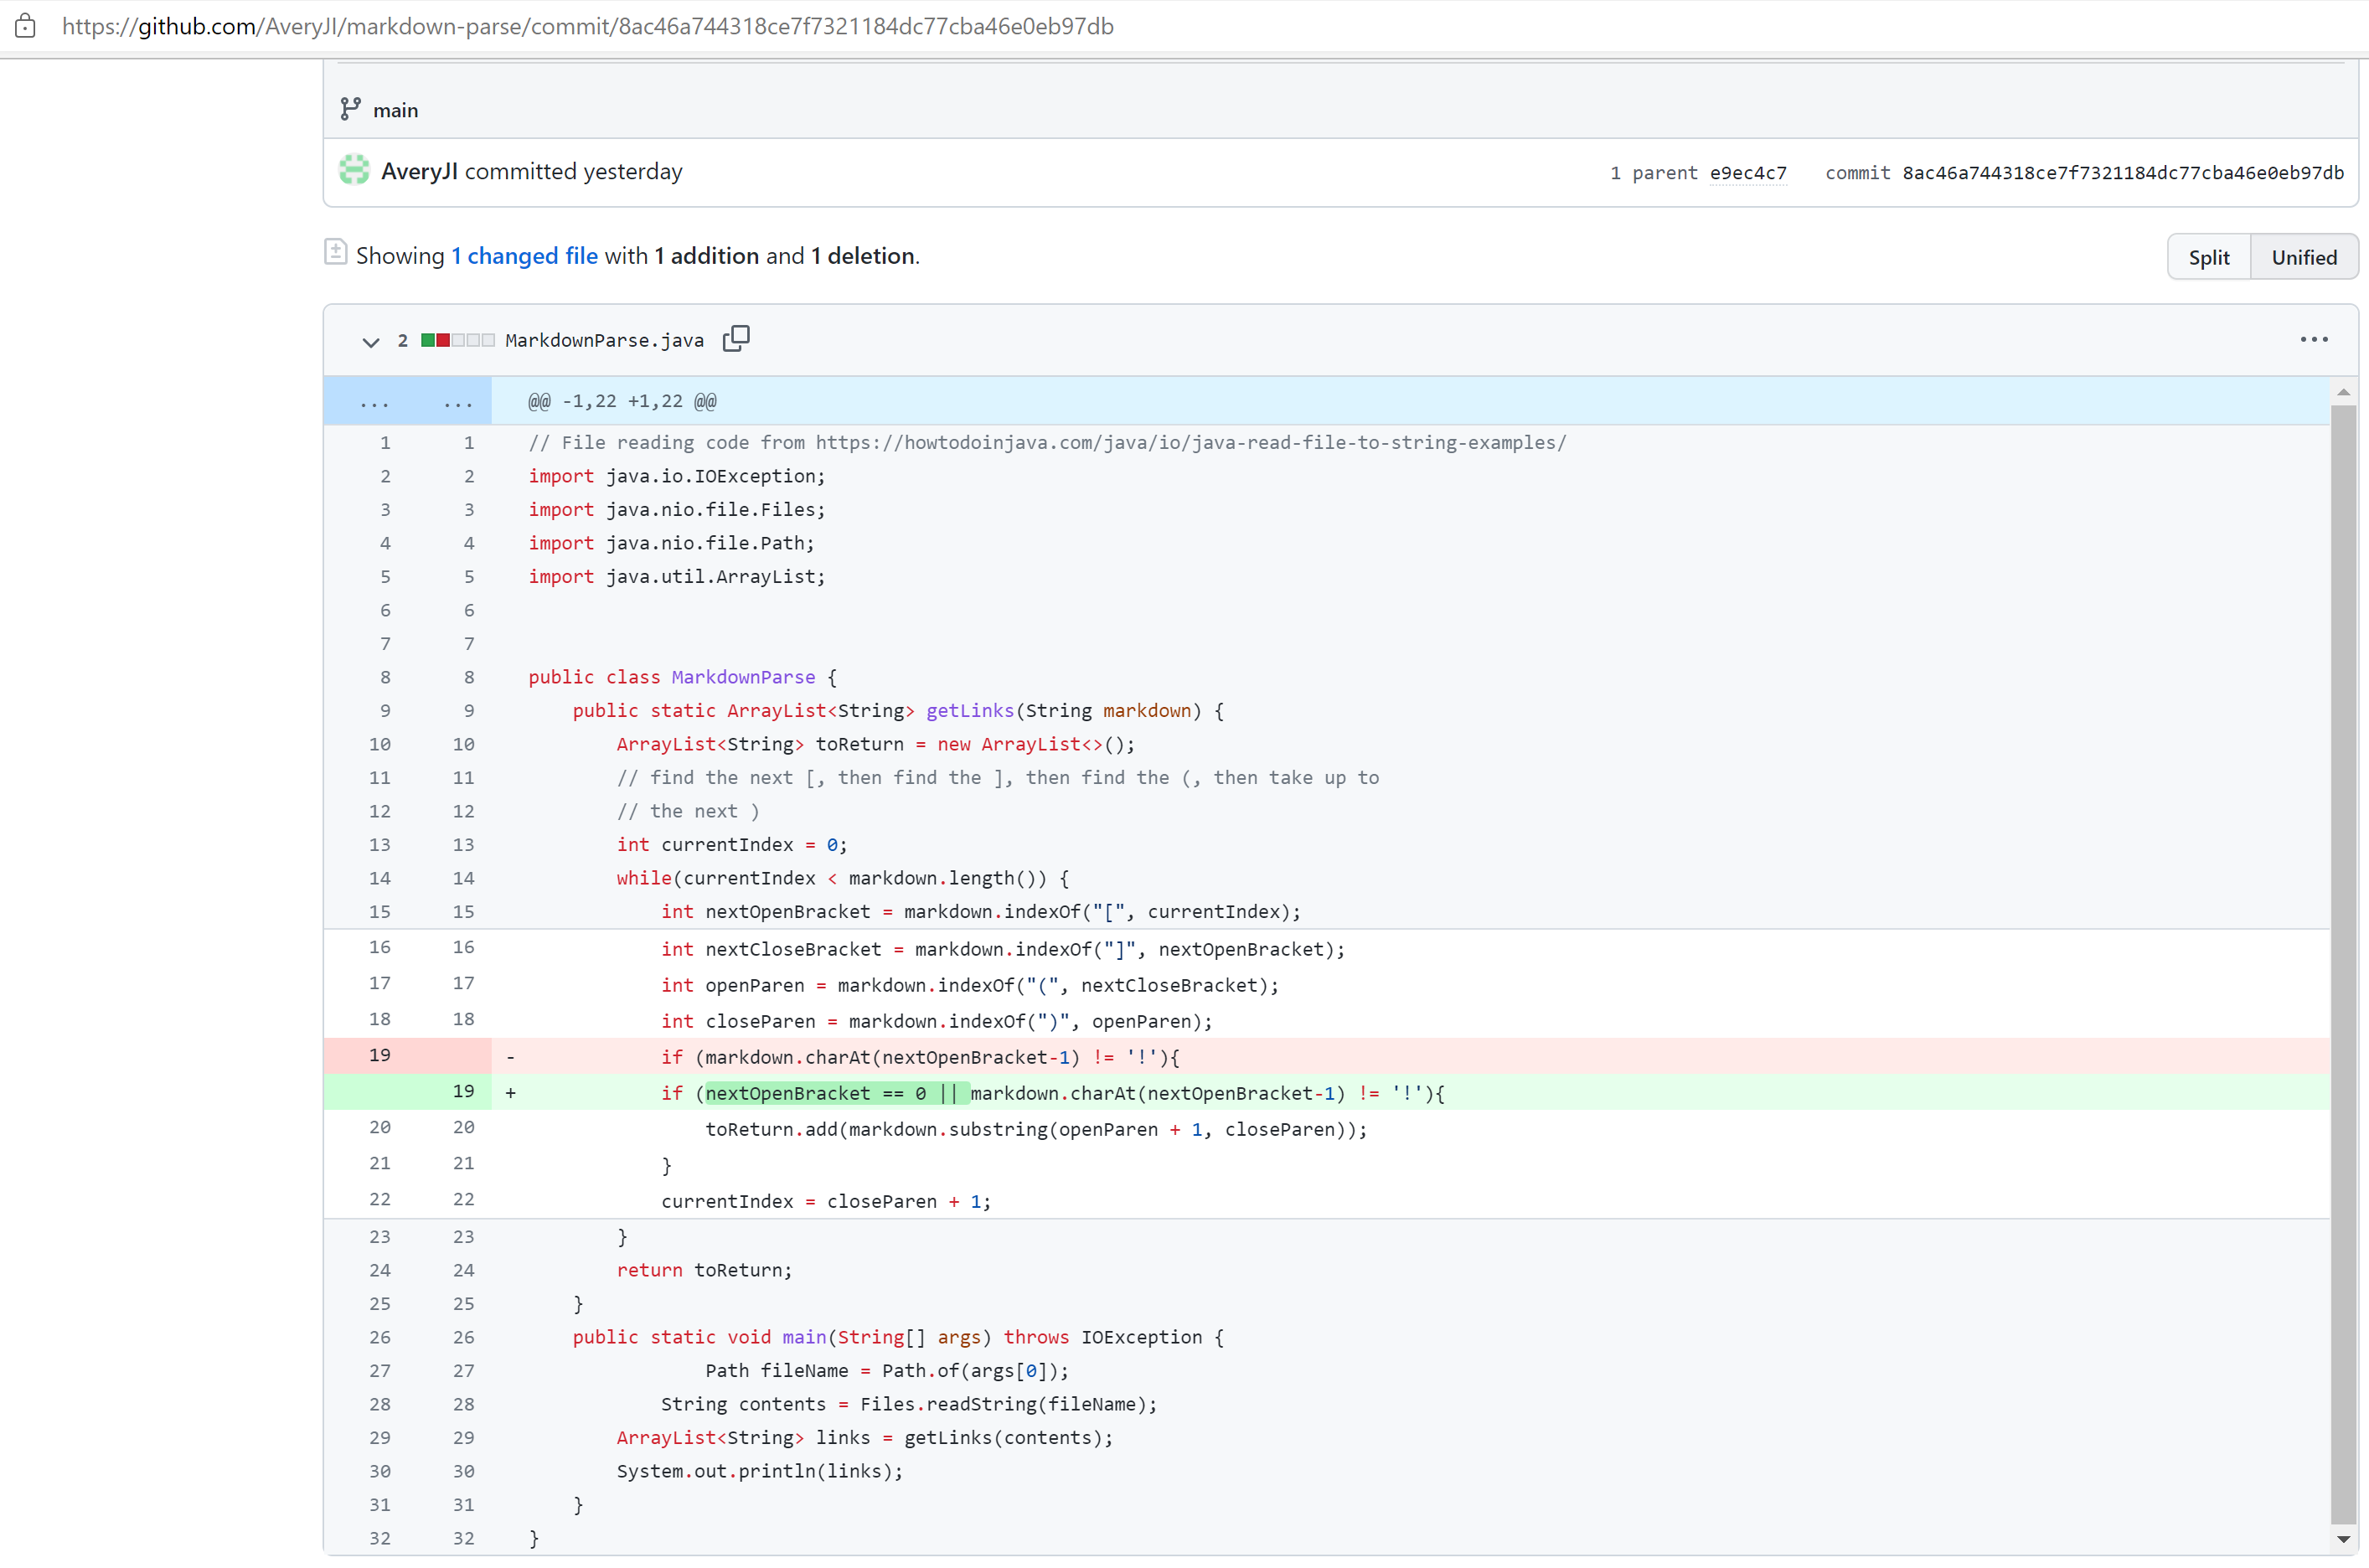 https://github.com/AveryJI/markdown-parse/commit/8ac46a744318ce7f7321184dc77cba46e0eb97db
main
AveryJI committed yesterday 1 parent e9ec4c7 commit 8ac46a744318ce7f7321184dc77cba46e0eb97db
Showing 1 changed file with 1 addition and 1 deletion. Split Unified
2 MarkdownParse.java ...
... ... @@ -1,22 +1,22 @@
1 1 // File reading code from https://howtodoinjava.com/java/io/java-read-file-to-string-examples/
2 2 import java.io.IOException;
3 3 import java.nio.file.Files;
4 4 import java.nio.file.Path;
5 5 import java.util.ArrayList;
6 6
7 7
8 8 public class MarkdownParse {
9 9     public static ArrayList<String> getLinks(String markdown) {
10 10         ArrayList<String> toReturn = new ArrayList<>();
11 11         // find the next [, then find the ], then find the (, then take up to
12 12         // the next )
13 13         int currentIndex = 0;
14 14         while(currentIndex < markdown.length()) {
15 15             int nextOpenBracket = markdown.indexOf("[", currentIndex);
16 16             int nextCloseBracket = markdown.indexOf("]", nextOpenBracket);
17 17             int openParen = markdown.indexOf("(", nextCloseBracket);
18 18             int closeParen = markdown.indexOf(")", openParen);
19 -             if (markdown.charAt(nextOpenBracket-1) != '!'){
19 +             if (nextOpenBracket == 0 || markdown.charAt(nextOpenBracket-1) != '!'){
20 20                 toReturn.add(markdown.substring(openParen + 1, closeParen));
21 21             }
22 22             currentIndex = closeParen + 1;
23 23         }
24 24         return toReturn;
25 25     }
26 26     public static void main(String[] args) throws IOException {
27 27                 Path fileName = Path.of(args[0]);
28 28             String contents = Files.readString(fileName);
29 29         ArrayList<String> links = getLinks(contents);
30 30         System.out.println(links);
31 31     }
32 32 }